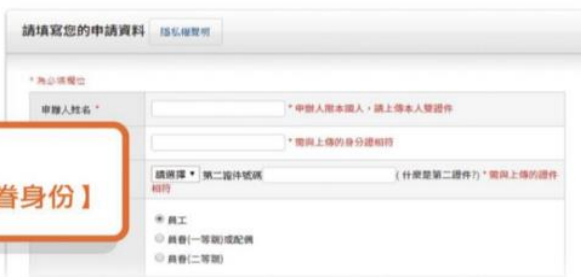 請填寫您的申請資料 隱私權聲明
* 為必填欄位
申辦人姓名 *
* 申辦人限本國人，請上傳本人雙證件
* 需與上傳的身分證相符
請選擇 第二證件號碼 (什麼是第二證件?) * 需與上傳的證件
相符
眷身份】
員工
員眷(一等親)或配偶
員眷(二等親)